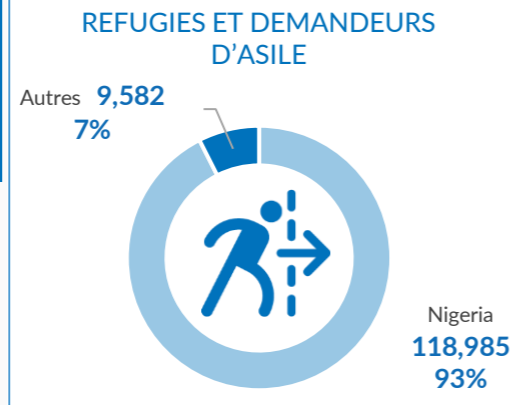 REFUGIES ET DEMANDEURS
D’ASILE
Autres 9,582
7%
Nigeria
118,985
93%